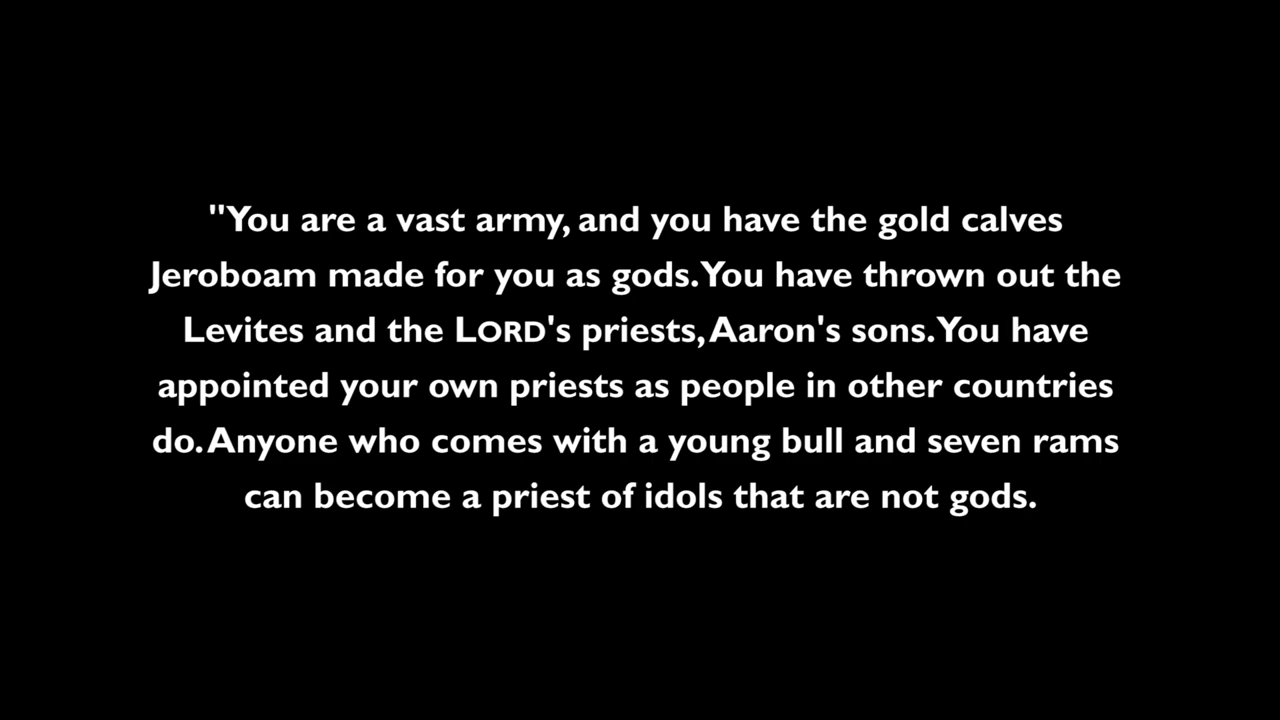 "You are a vast army, and you have the gold calves
Jeroboam made for you as gods. You have thrown out the
Levites and the LORD's priests, Aaron's sons. You have
appointed your own priests as people in other countries
do. Anyone who comes with a young bull and seven rams
can become a priest of idols that are not gods.